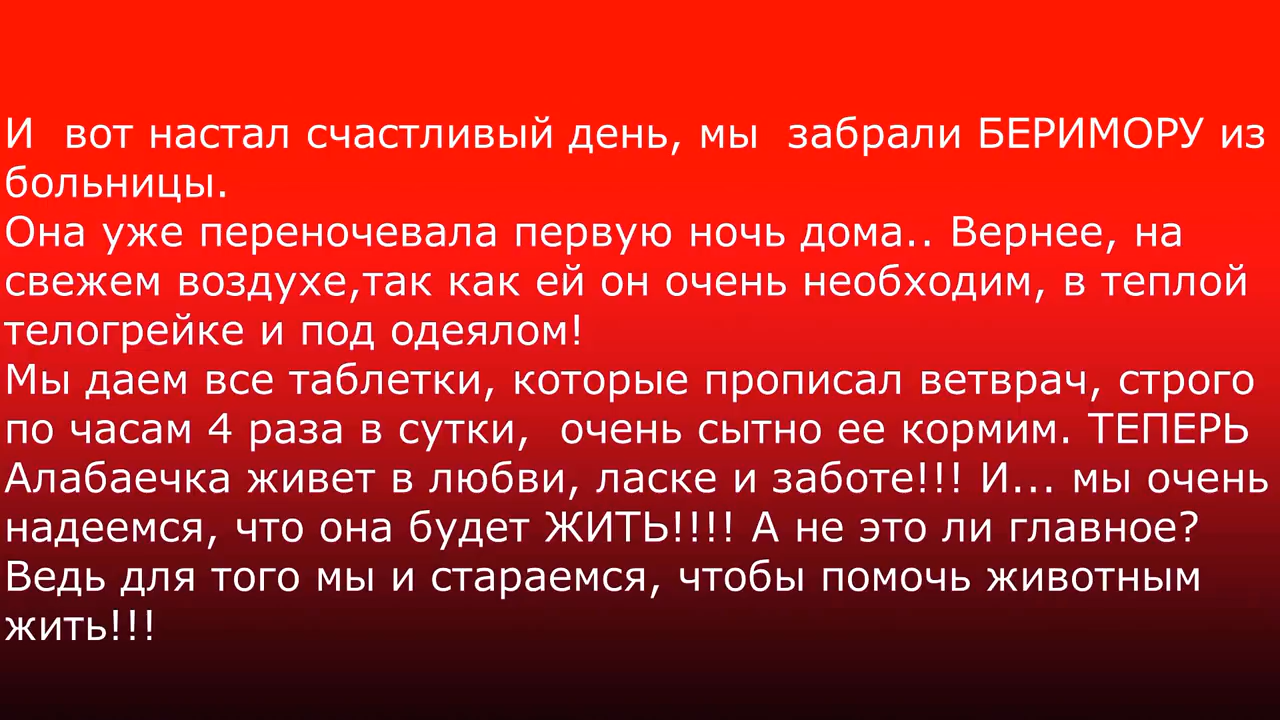 И  вот настал счастливый день, мы  забрали БЕРИМОРУ из
больницы.
Она уже переночевала первую ночь дома.. Вернее, на
свежем воздухе,так как ей он очень необходим, в теплой
телогрейке и под одеялом!
Мы даем все таблетки, которые прописал ветврач, строго
по часам 4 раза в сутки,  очень сытно ее кормим. ТЕПЕРЬ
Алабаечка живет в любви, ласке и заботе!!! И... мы очень
надеемся, что она будет ЖИТЬ!!!! А не это ли главное?
Ведь для того мы и стараемся, чтобы помочь животным
жить!!!